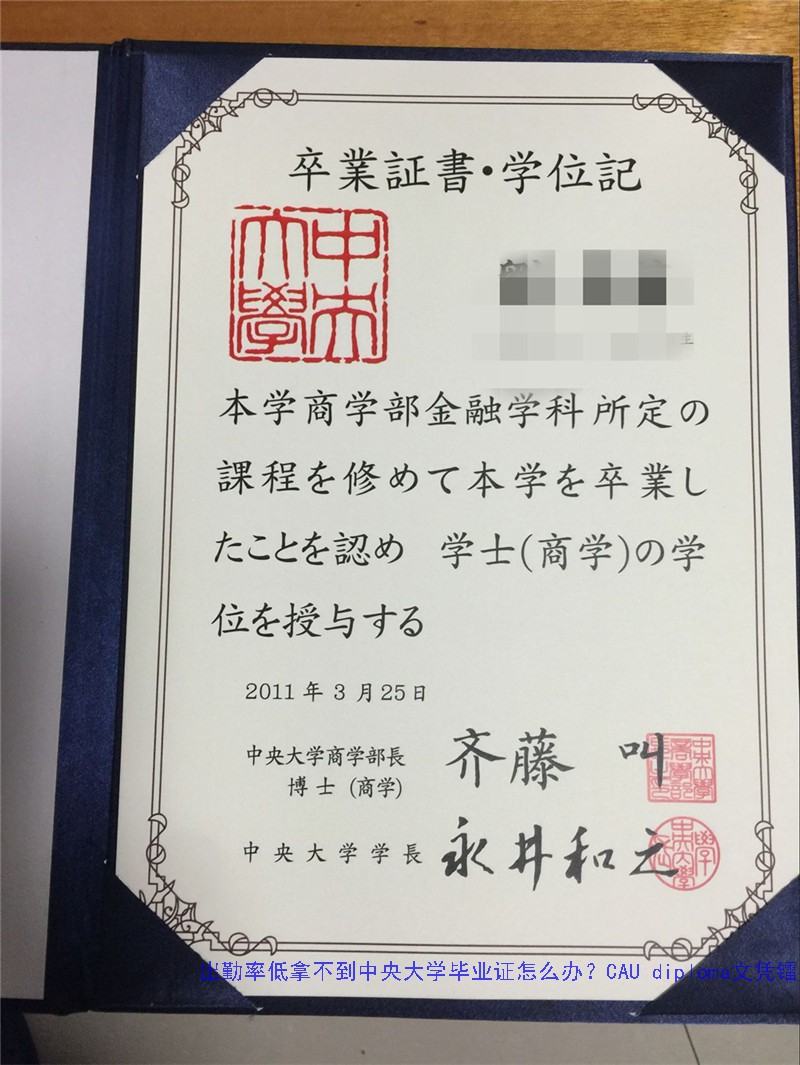 卒業証書・学位記
中央大學
本学商学部金融学科所定の
課程を修めて本学を卒業し
たことを認め 学士(商学)の学
位を授与する
2011年3月25日
中央大学商学部長 齐藤 叫
博士 (商学)
中央大学学長 永井和之
出勤率低拿不到中央大学毕业证怎么办？CAU diploma文凭镭